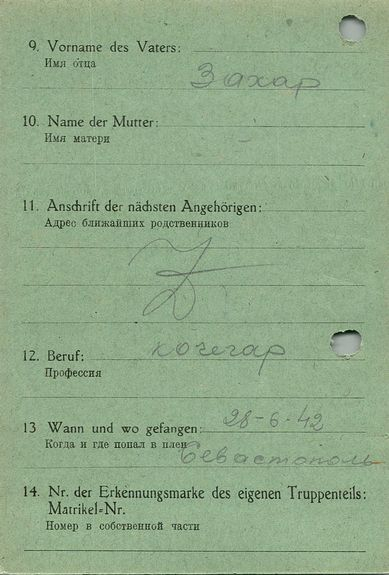 9. Vorname des Vaters:
Имя отца
Захар
10. Name der Mutter:
Имя матери
11. Anschrift der nächsten Angehörigen:
Адрес ближайших родственников
12. Beruf: кочегар
Профессия
13 Wann und wo gefangen: 28-6-42
Когда и где попал в плен Севастополь
14. Nr. der Erkennungsmarke des eigenen Truppenteils:
Matrikel-Nr.
Номер в собственной части